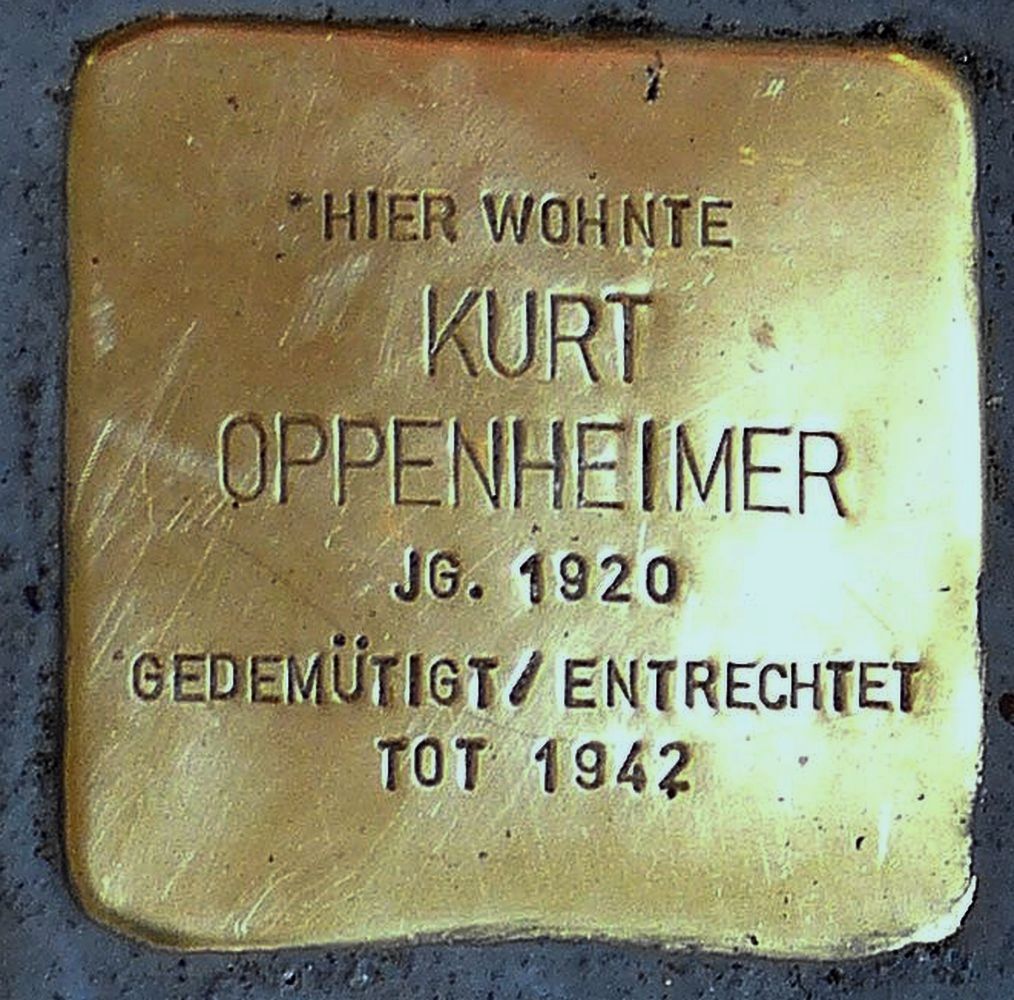 HIER WOHNTE
KURT
OPPENHEIMER
JG. 1920
GEDEMÜTIGT/ENTRECHTET
TOT 1942